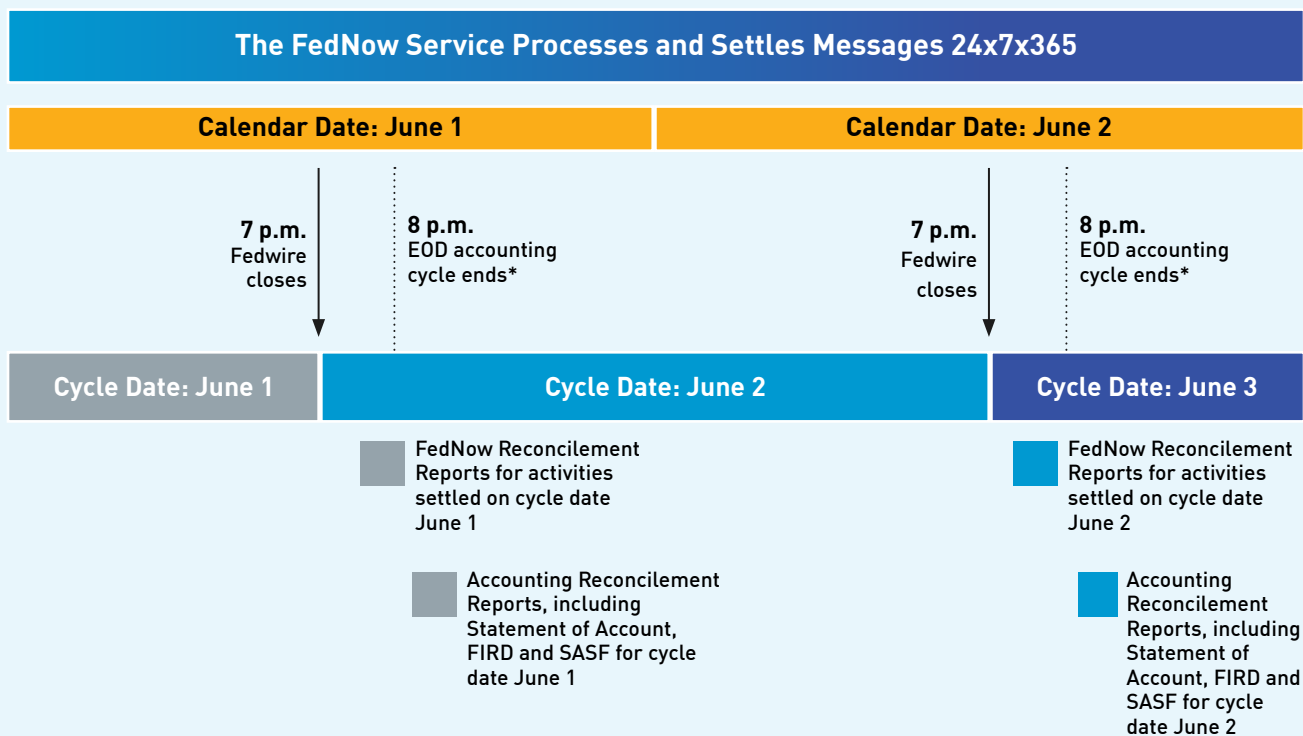 The FedNow Service Processes and Settles Messages 24x7x365
Calendar Date: June 1
Calendar Date: June 2
7 p.m.
Fedwire
closes
8 p.m.
EOD accounting
cycle ends*
7 p.m.
Fedwire
closes
8 p.m.
EOD accounting
cycle ends*
Cycle Date: June 1
Cycle Date: June 2
Cycle Date: June 3
FedNow Reconcilement
Reports for activities
settled on cycle date
June 1
Accounting Reconcilement
Reports, including
Statement of Account,
FIRD and SASF for cycle
date June 1
FedNow Reconcilement
Reports for activities
settled on cycle date
June 2
Accounting
Reconcilement
Reports, including
Statement of
Account, FIRD and
SASF for cycle
date June 2